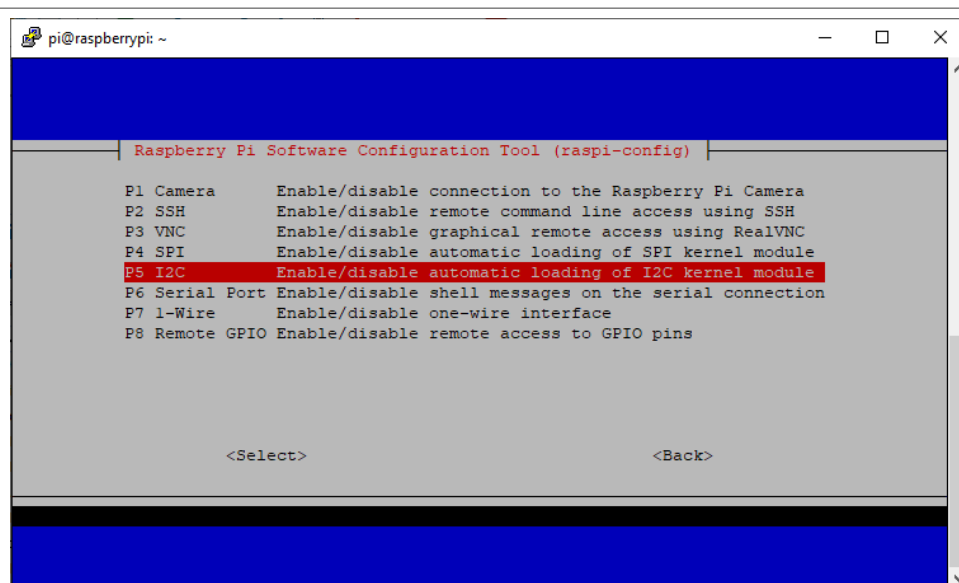 pi@raspberrypi: ~
Raspberry Pi Software Configuration Tool (raspi-config)
P1 Camera Enable/disable connection to the Raspberry Pi Camera
P2 SSH Enable/disable remote command line access using SSH
P3 VNC Enable/disable graphical remote access using RealVNC
P4 SPI Enable/disable automatic loading of SPI kernel module
P5 I2C Enable/disable automatic loading of I2C kernel module
P6 Serial Port Enable/disable shell messages on the serial connection
P7 1-Wire Enable/disable one-wire interface
P8 Remote GPIO Enable/disable remote access to GPIO pins
<Select> <Back>